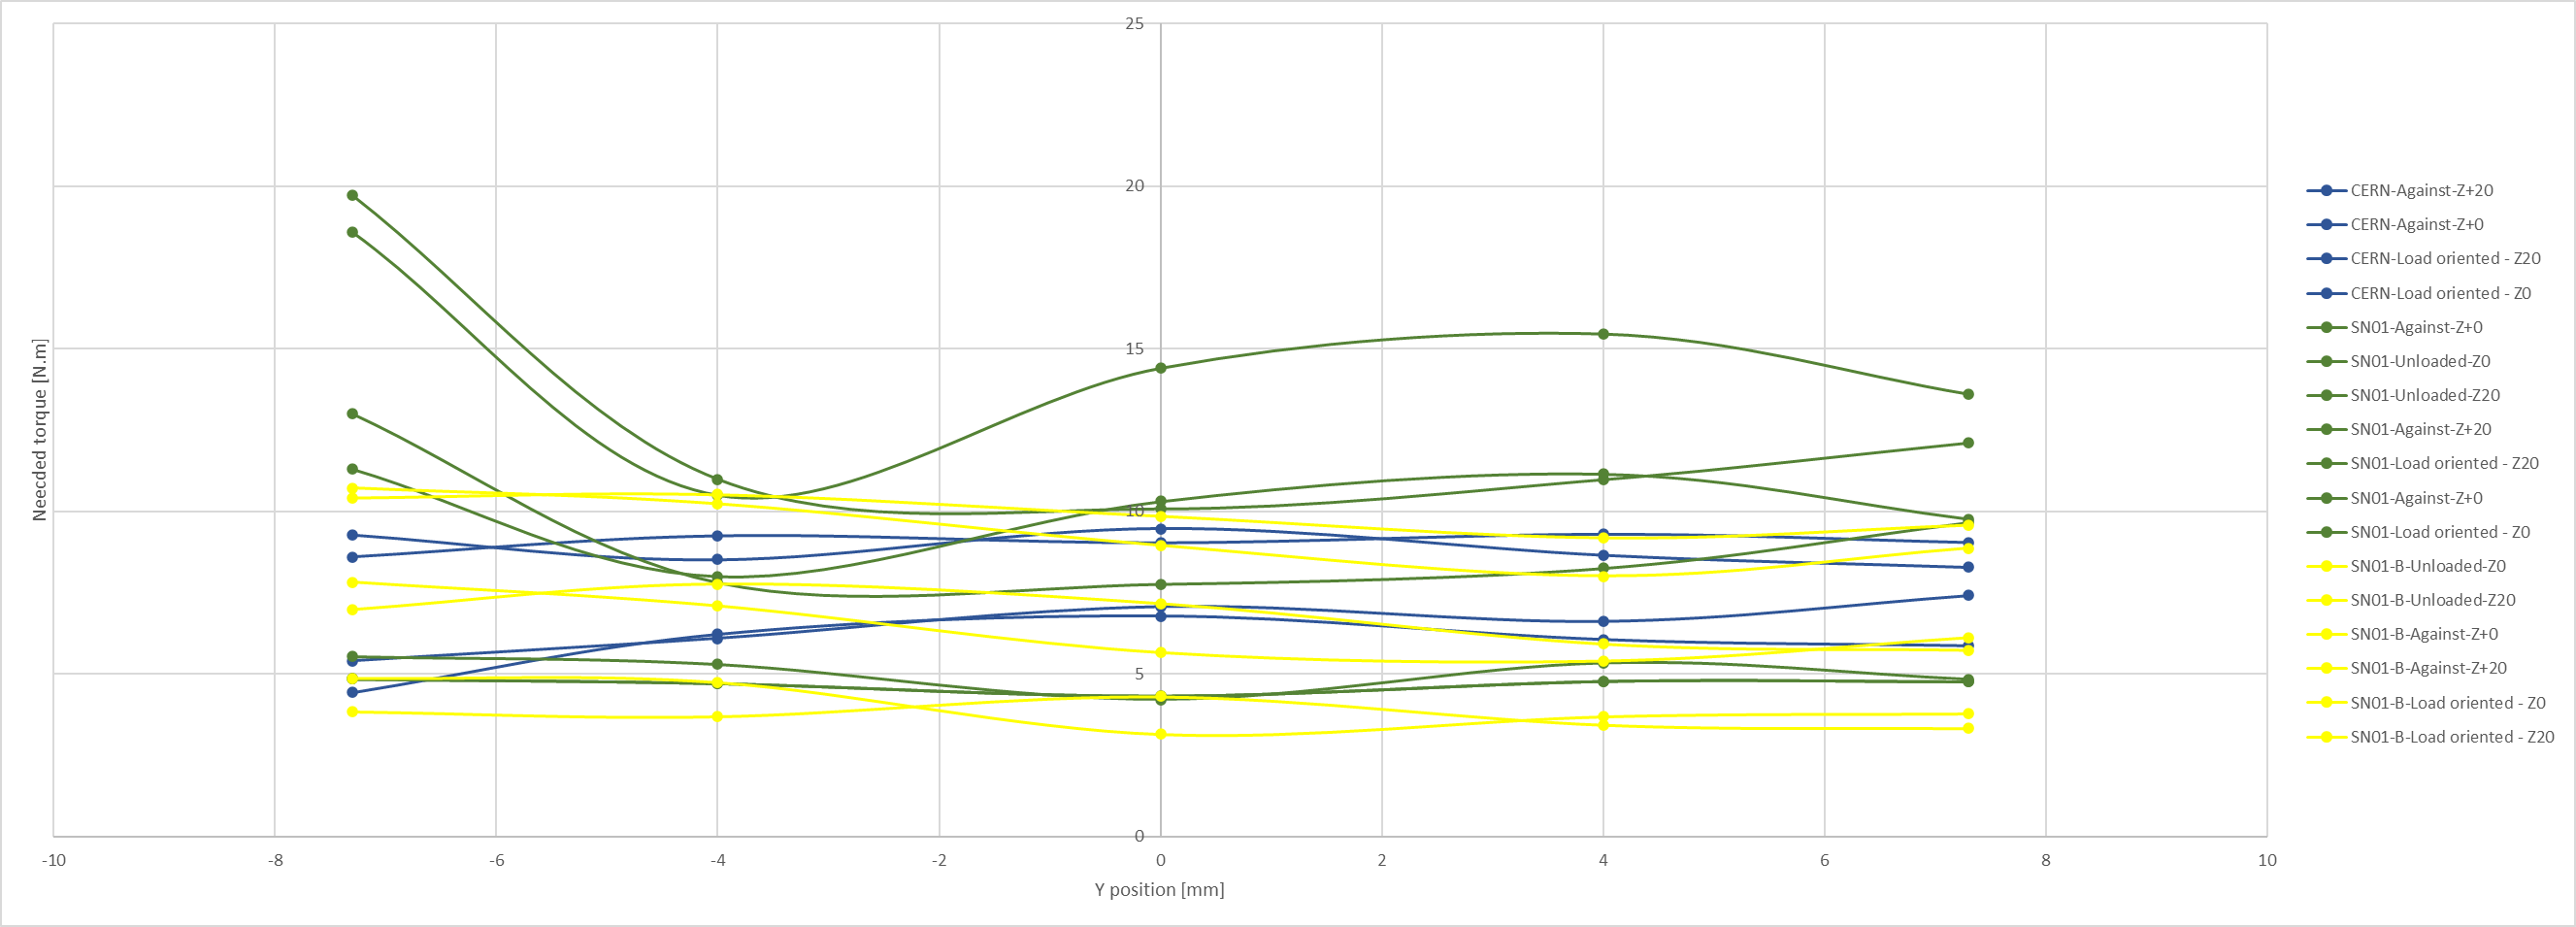 25
20
15
10
5
0
-10 -8 -6 -4 -2 0 2 4 6 8 10
Y position [mm]
Neecded torque [N.m]
CERN-Against-Z+20
CERN-Against-Z+0
CERN-Load oriented - Z20
CERN-Load oriented - Z0
SN01-Against-Z+0
SN01-Unloaded-Z0
SN01-Unloaded-Z20
SN01-Against-Z+20
SN01-Load oriented - Z20
SN01-Against-Z+0
SN01-Load oriented - Z0
SN01-B-Unloaded-Z0
SN01-B-Unloaded-Z20
SN01-B-Against-Z+0
SN01-B-Against-Z+20
SN01-B-Load oriented - Z0
SN01-B-Load oriented - Z20